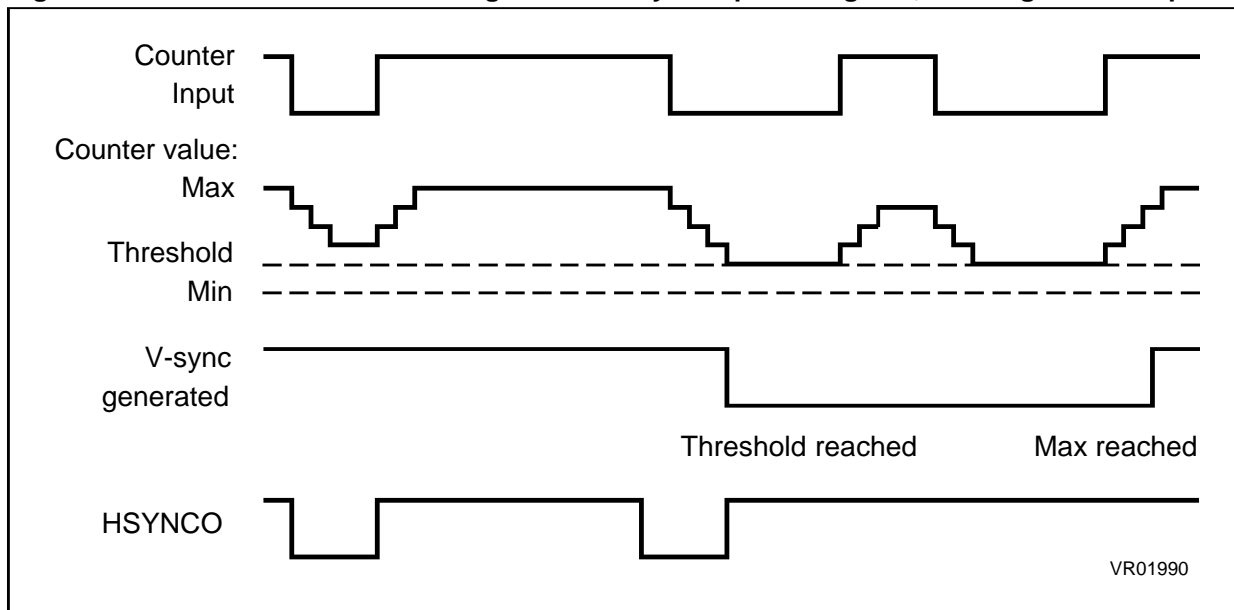 Counter
Input
Counter value:
Max
Threshold
Min
V-sync
generated
Threshold reached Max reached
HSYNCO
VR01990